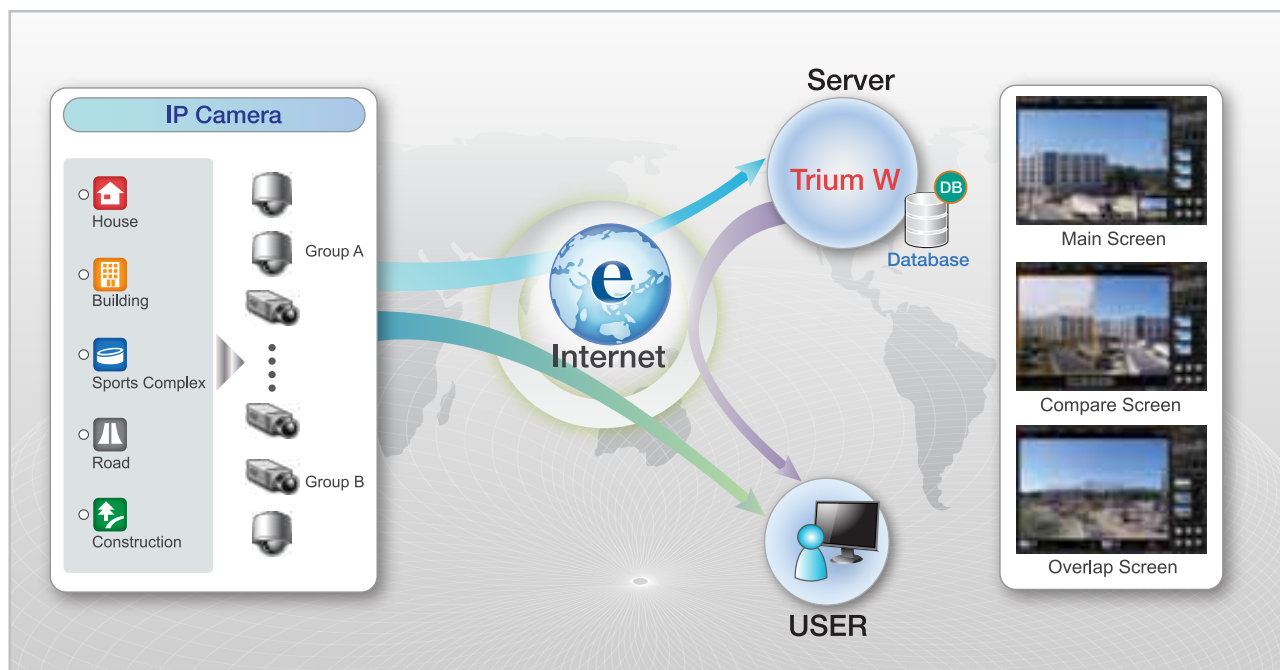 IP Camera
House
Building
Sports Complex
Road
Construction
Group A
Group B
e
Internet
Server
Trium W
DB
Database
USER
Main Screen
Compare Screen
Overlap Screen